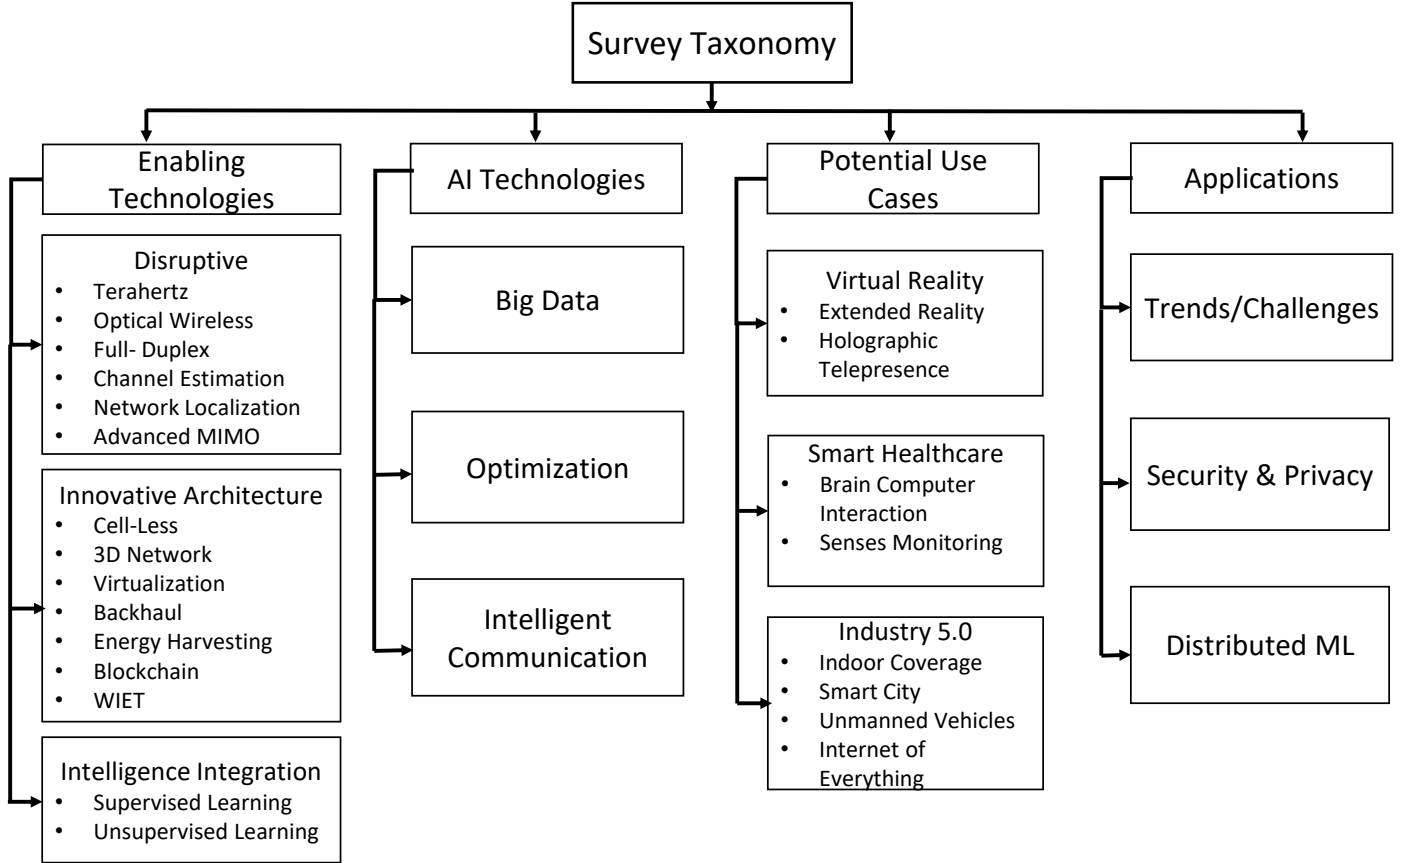 Survey Taxonomy
Enabling
Technologies
Disruptive
• Terahertz
• Optical Wireless
• Full- Duplex
• Channel Estimation
• Network Localization
• Advanced MIMO
Innovative Architecture
• Cell-Less
• 3D Network
• Virtualization
• Backhaul
• Energy Harvesting
• Blockchain
• WIET
Intelligence Integration
• Supervised Learning
• Unsupervised Learning
AI Technologies
Big Data
Optimization
Intelligent
Communication
Potential Use
Cases
Virtual Reality
• Extended Reality
• Holographic
Telepresence
Smart Healthcare
• Brain Computer
Interaction
• Senses Monitoring
Industry 5.0
• Indoor Coverage
• Smart City
• Unmanned Vehicles
• Internet of
Everything
Applications
Trends/Challenges
Security & Privacy
Distributed ML